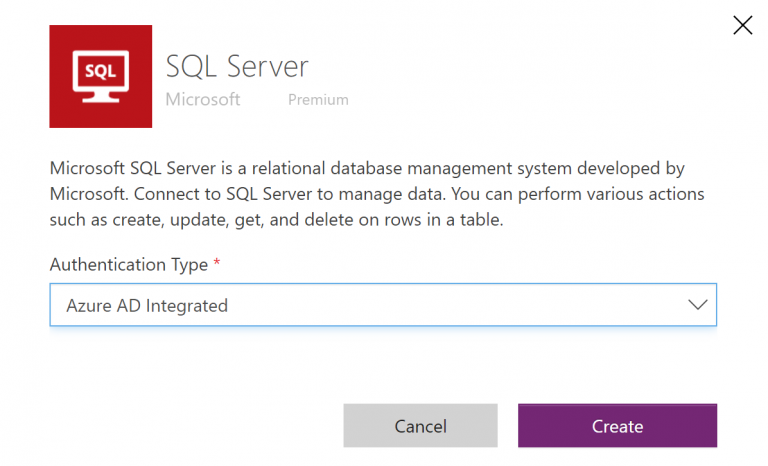 SQL
SQL Server
Microsoft Premium
Microsoft SQL Server is a relational database management system developed by
Microsoft. Connect to SQL Server to manage data. You can perform various actions
such as create, update, get, and delete on rows in a table.
Authentication Type *
Azure AD Integrated
Cancel Create